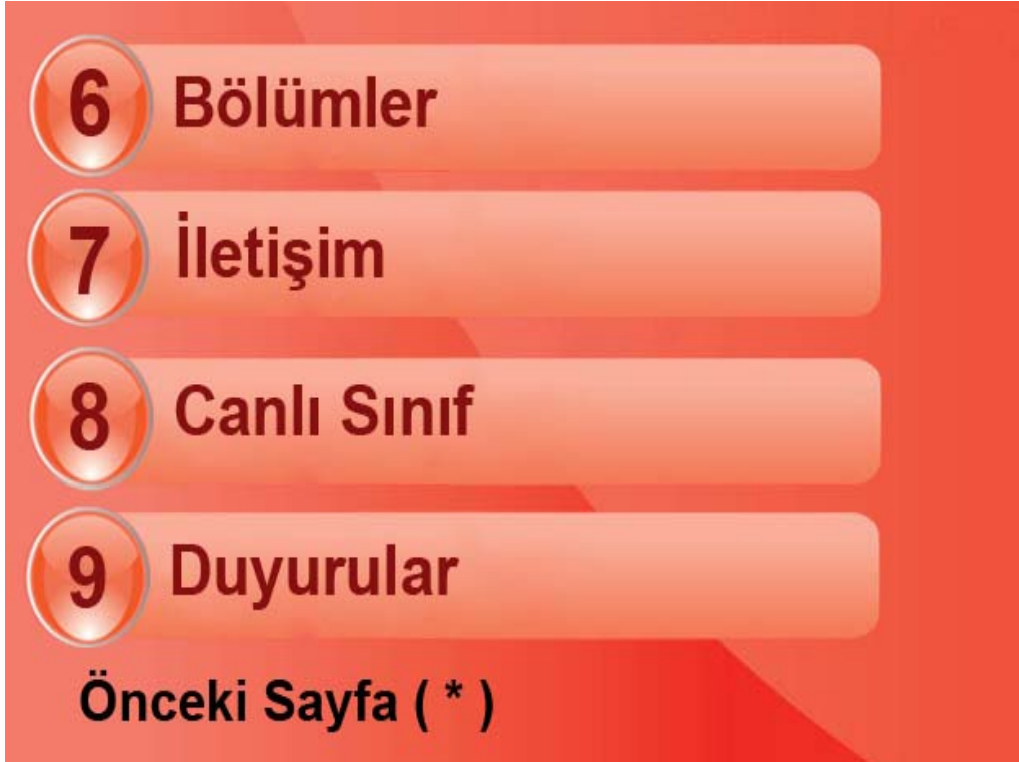 6 Bölümler
7 İletişim
8 Canlı Sınıf
9 Duyurular
Önceki Sayfa ( * )